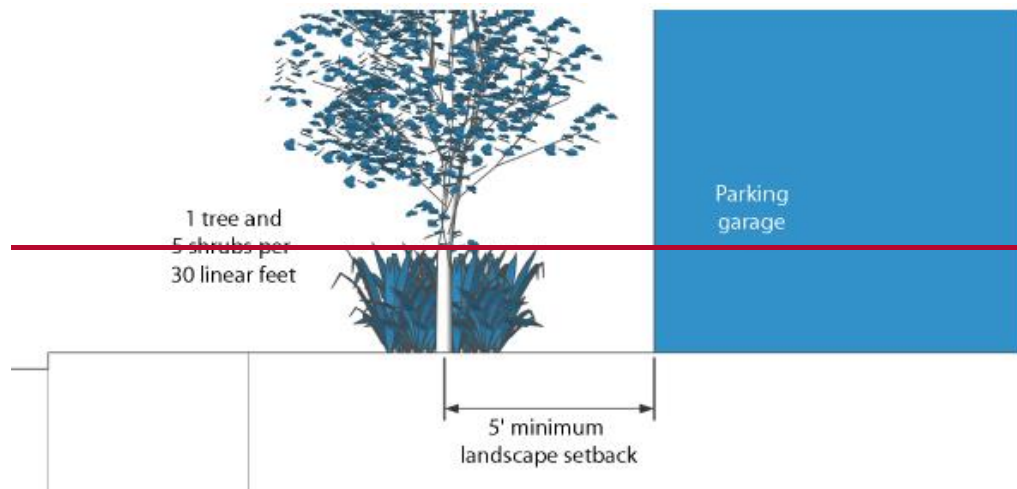 1 tree and
5 shrubs per
30 linear feet
Parking
garage
5' minimum
landscape setback